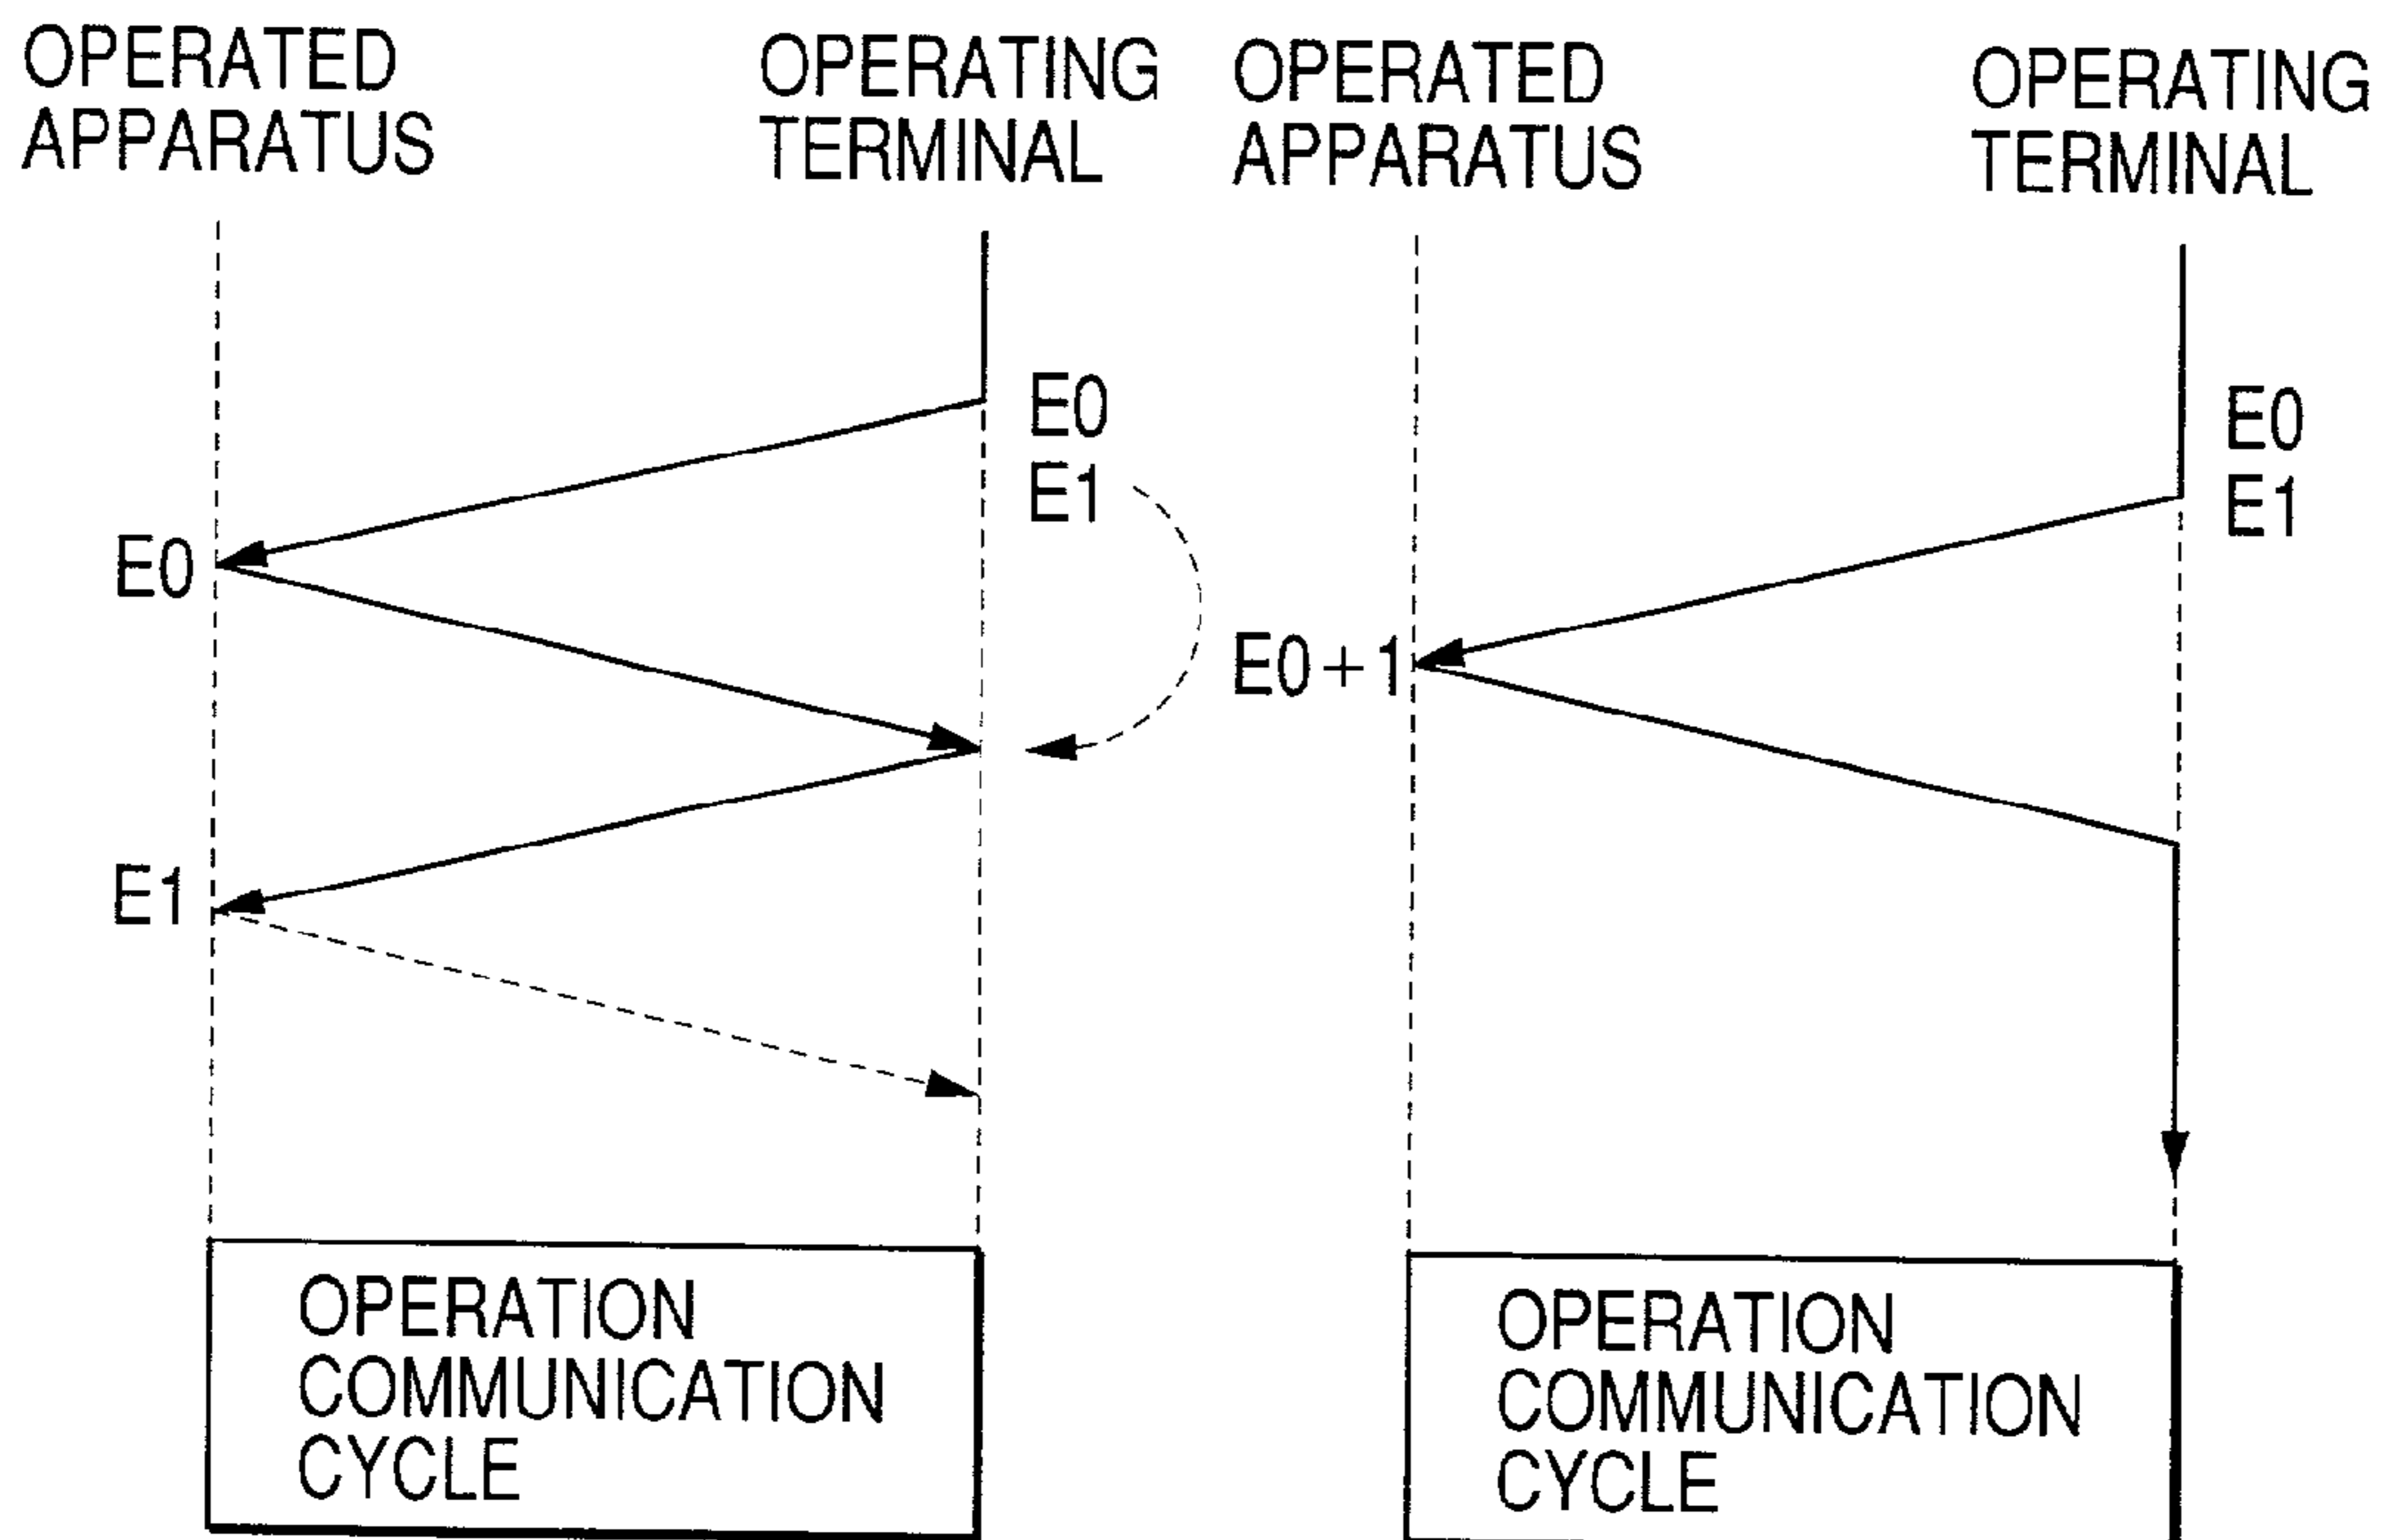 OPERATED
APPARATUS
OPERATING
TERMINAL
E0
E1
E0
E1
OPERATION
COMMUNICATION
CYCLE
OPERATED
APPARATUS
OPERATING
TERMINAL
E0
E1
E0+1
OPERATION
COMMUNICATION
CYCLE